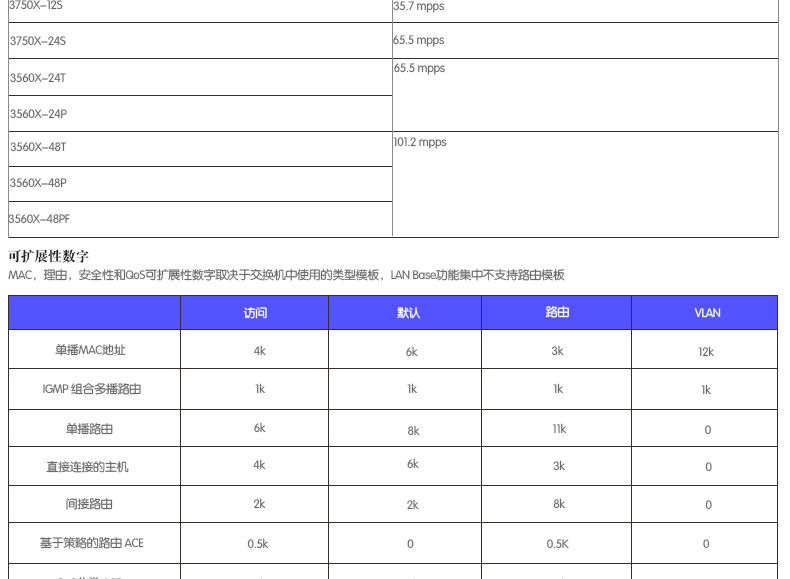 3750X-12S 35.7 mpps
3750X-24S 65.5 mpps
3560X-24T 65.5 mpps
3560X-24P
3560X-48T 101.2 mpps
3560X-48P
3560X-48PF
可扩展性数字
MAC，理由，安全性和QoS可扩展性数字取决于交换机中使用的类型模板，LAN Base功能集中不支持路由模板
访问 默认 路由 VLAN
单播MAC地址 4k 6k 3k 12k
IGMP 组合多播路由 1k 1k 1k 1k
单播路由 6k 8k 11k 0
直接连接的主机 4k 6k 3k 0
间接路由 2k 2k 8k 0
基于策略的路由 ACE 0.5k 0 0.5K 0